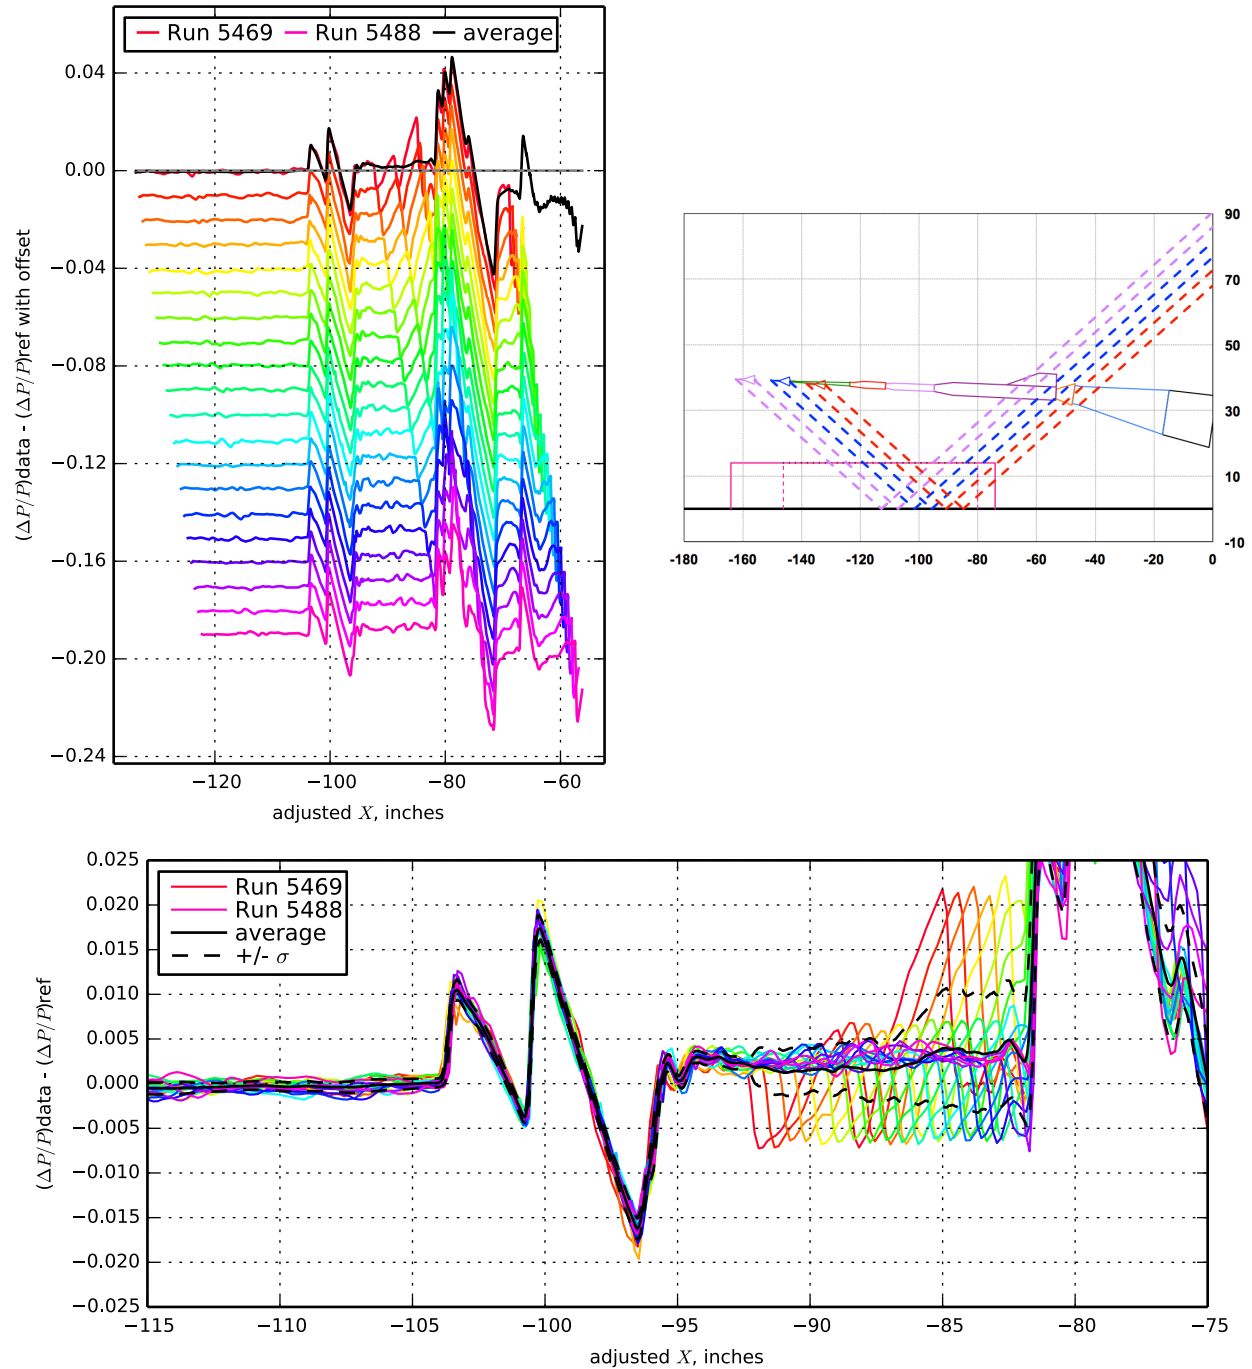 Run 5469 Run 5488 average
0.04
0.00
−0.04
−0.08
−0.12
−0.16
−0.20
−0.24
(ΔP/P)data - (ΔP/P)ref with offset
−120 −100 −80 −60
adjusted X, inches
90
70
50
30
10
-10
-180 -160 -140 -120 -100 -80 -60 -40 -20 0
Run 5469
Run 5488
average
+/- σ
0.025
0.020
0.015
0.010
0.005
0.000
−0.005
−0.010
−0.015
−0.020
−0.025
(ΔP/P)data - (ΔP/P)ref
−115 −110 −105 −100 −95 −90 −85 −80 −75
adjusted X, inches